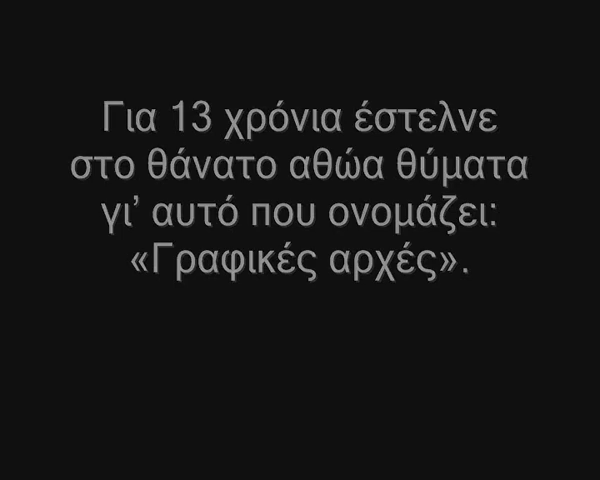 Για 13 χρόνια έστελνε
στο θάνατο αθώα θύματα
γι’ αυτό που ονομάζει:
«Γραφικές αρχές».